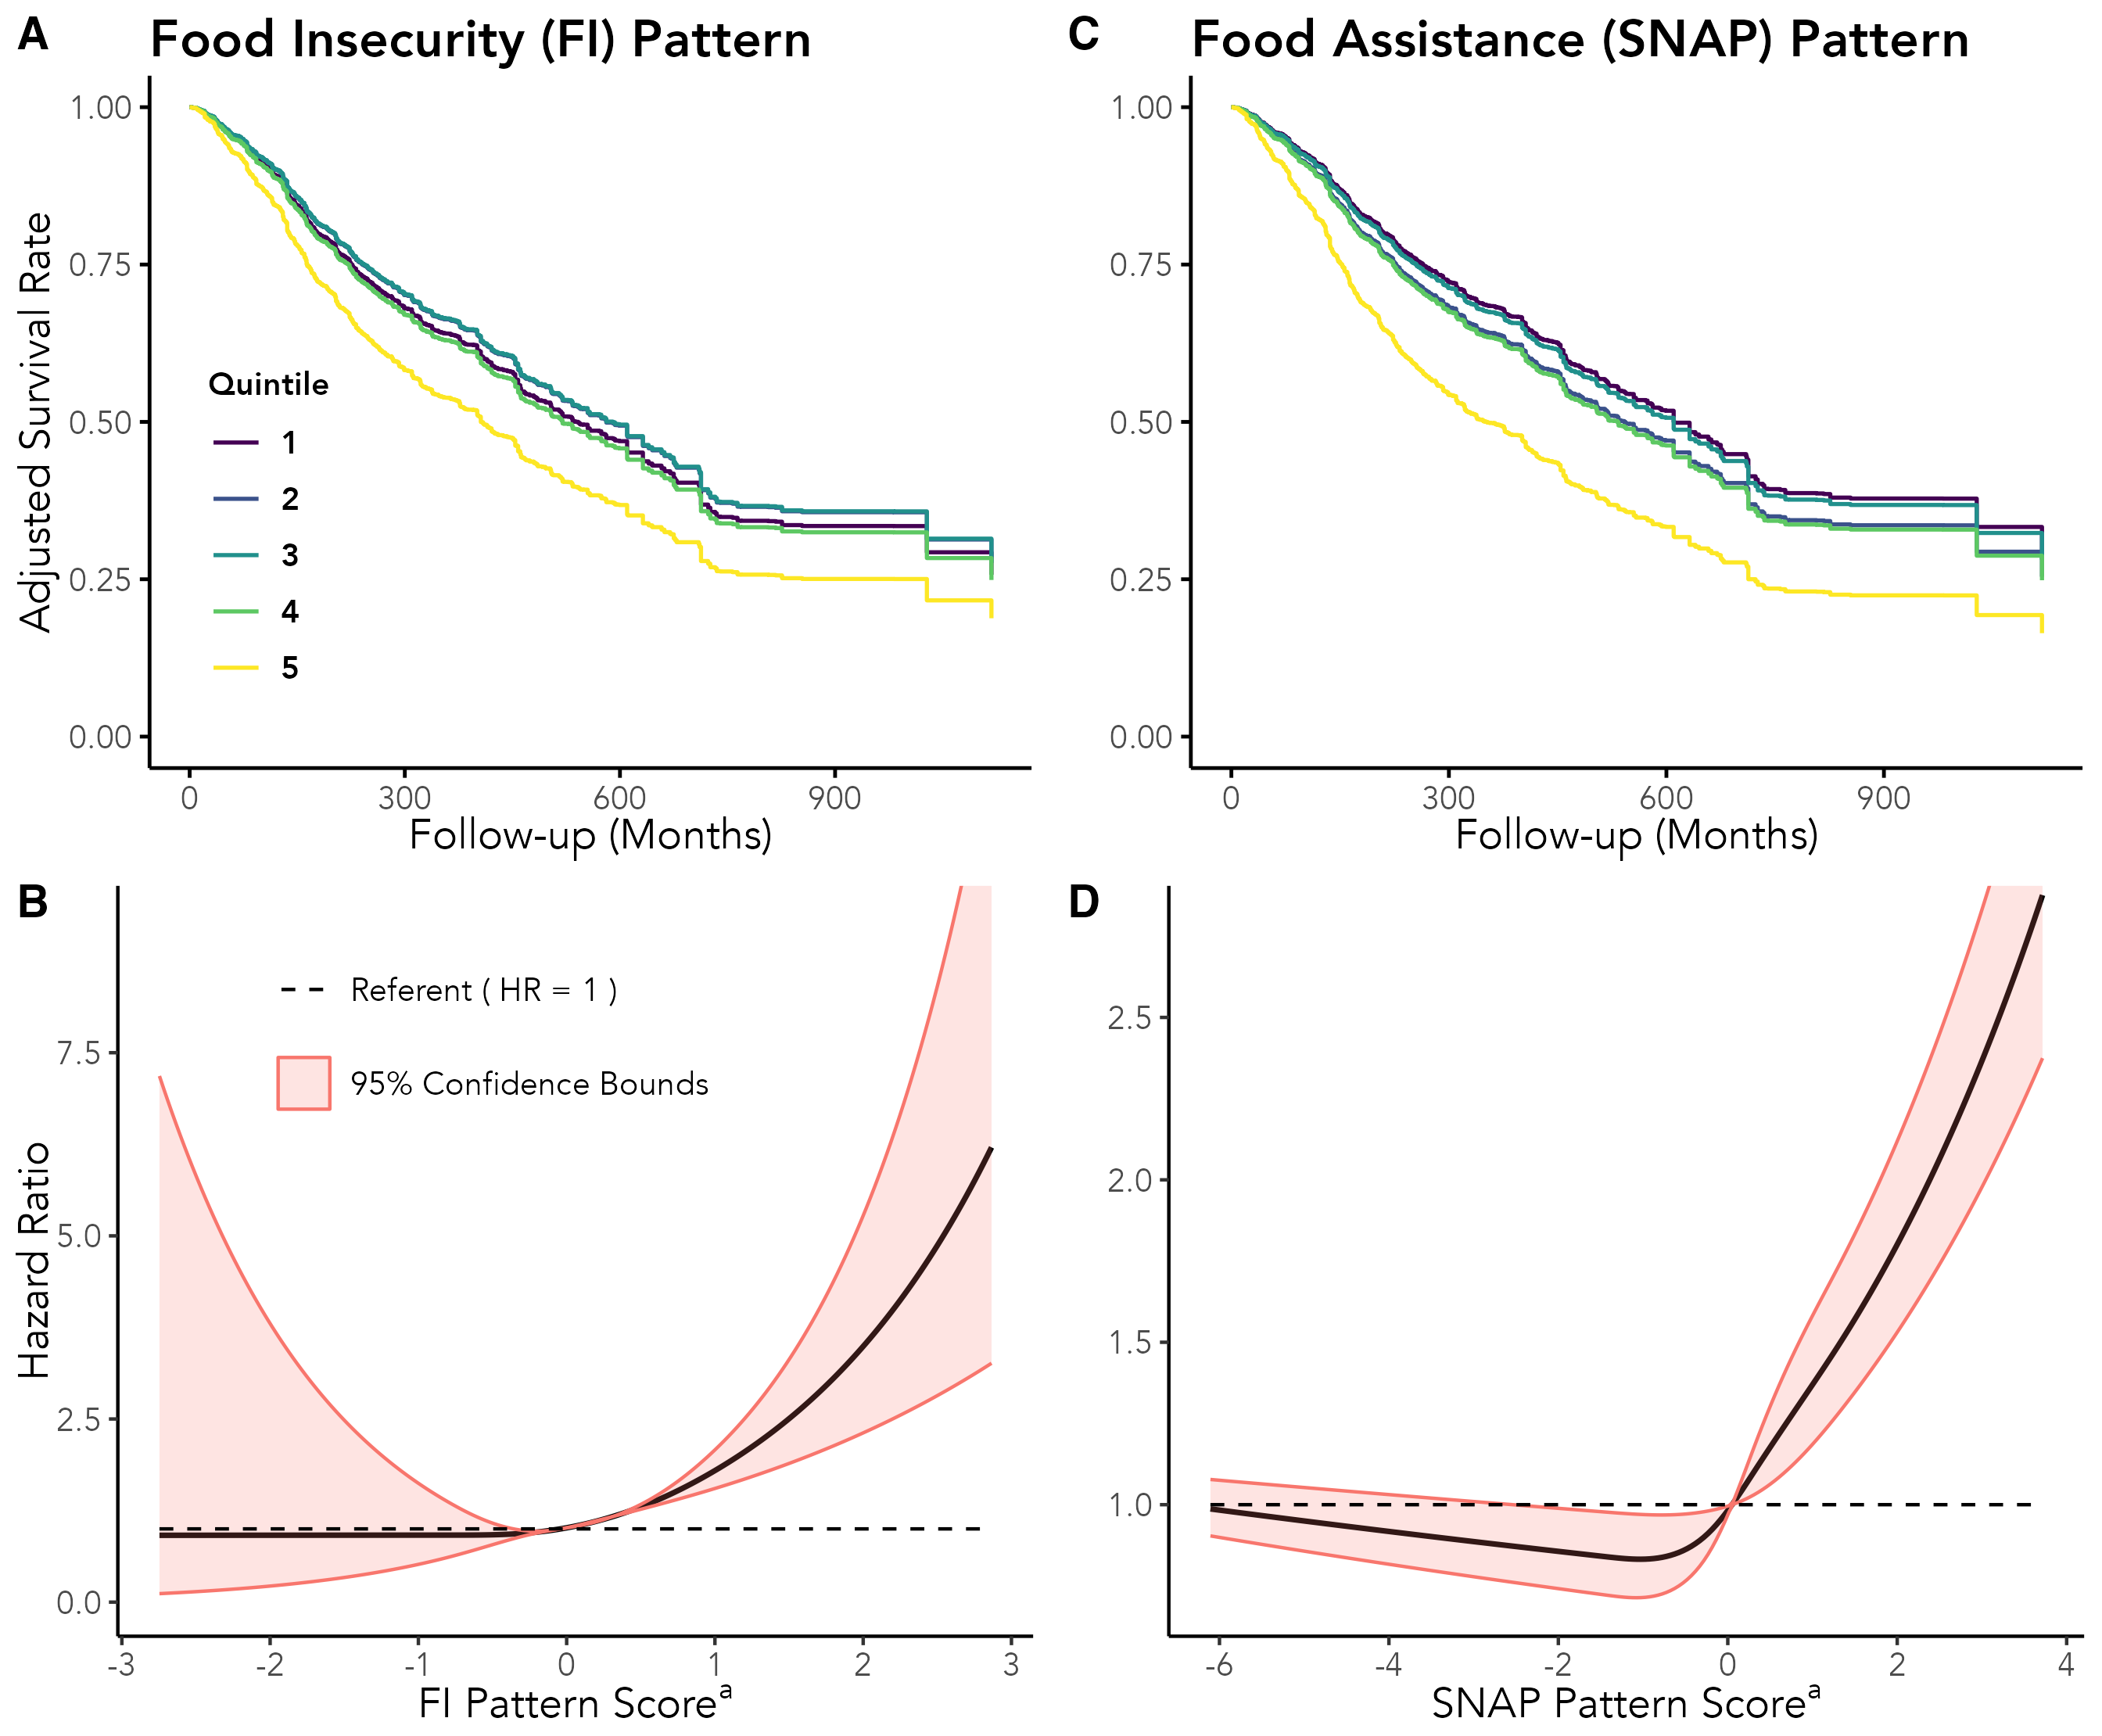 A
Food Insecurity (FI) Pattern
Adjusted Survival Rate
1.00
0.75
0.50
0.25
0.00
Quintile
1
2
3
4
5
0
300
600
900
Follow-up (Months)
C
Food Assistance (SNAP) Pattern
1.00
0.75
0.50
0.25
0.00
0
300
600
900
Follow-up (Months)
B
Hazard Ratio
7.5
5.0
2.5
0.0
Referent ( HR = 1 )
95% Confidence Bounds
-3
-2
-1
0
1
2
3
FI Pattern Scoreᵃ
D
2.5
2.0
1.5
1.0
-6
-4
-2
0
2
4
SNAP Pattern Scoreᵃ